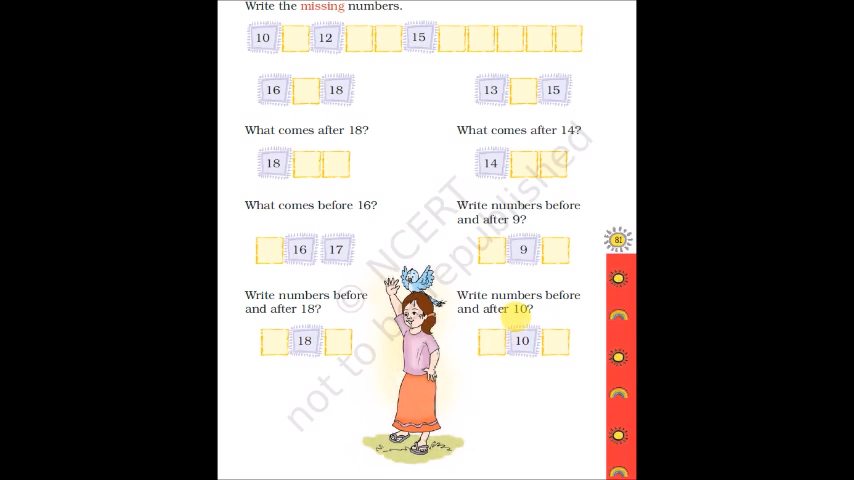 Write the missing numbers.
10 12 15
16 18
13 15
What comes after 18?
What comes after 14?
18
14
What comes before 16?
Write numbers before
and after 9?
16 17
9
81
Write numbers before
and after 18?
Write numbers before
and after 10?
18
10
© NCERT
not to be republished